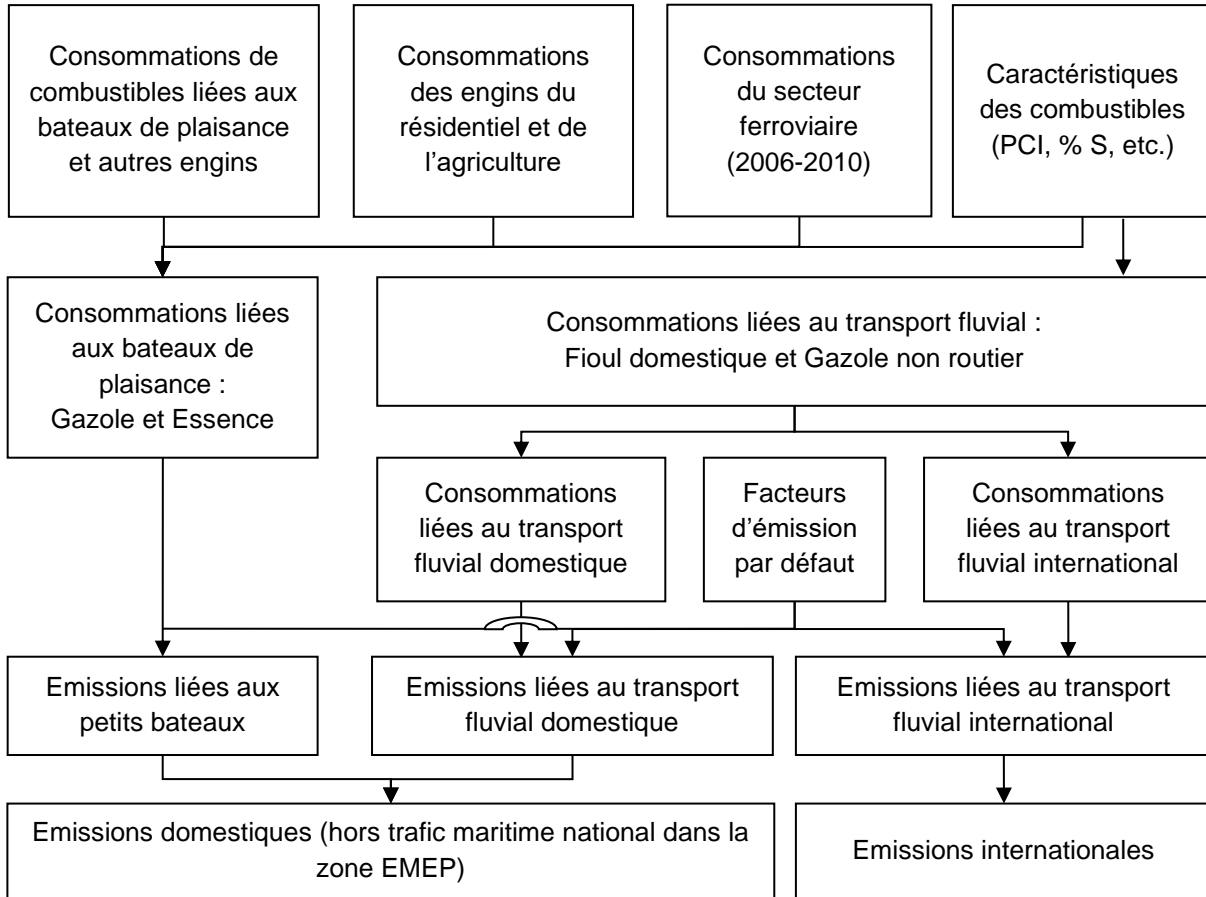 Consommations de
combustibles liées aux
bateaux de plaisance
et autres engins
Consommations
des engins du
résidentiel et de
l’agriculture
Consommations
du secteur
ferroviaire
(2006-2010)
Caractéristiques
des combustibles
(PCI, % S, etc.)
Consommations liées
aux bateaux de
plaisance :
Gazole et Essence
Consommations liées au transport fluvial :
Fioul domestique et Gazole non routier
Consommations
liées au transport
fluvial domestique
Facteurs
d’émission
par défaut
Consommations
liées au transport
fluvial international
Emissions liées aux
petits bateaux
Emissions liées au transport
fluvial domestique
Emissions liées au transport
fluvial international
Emissions domestiques (hors trafic maritime national dans la
zone EMEP)
Emissions internationales